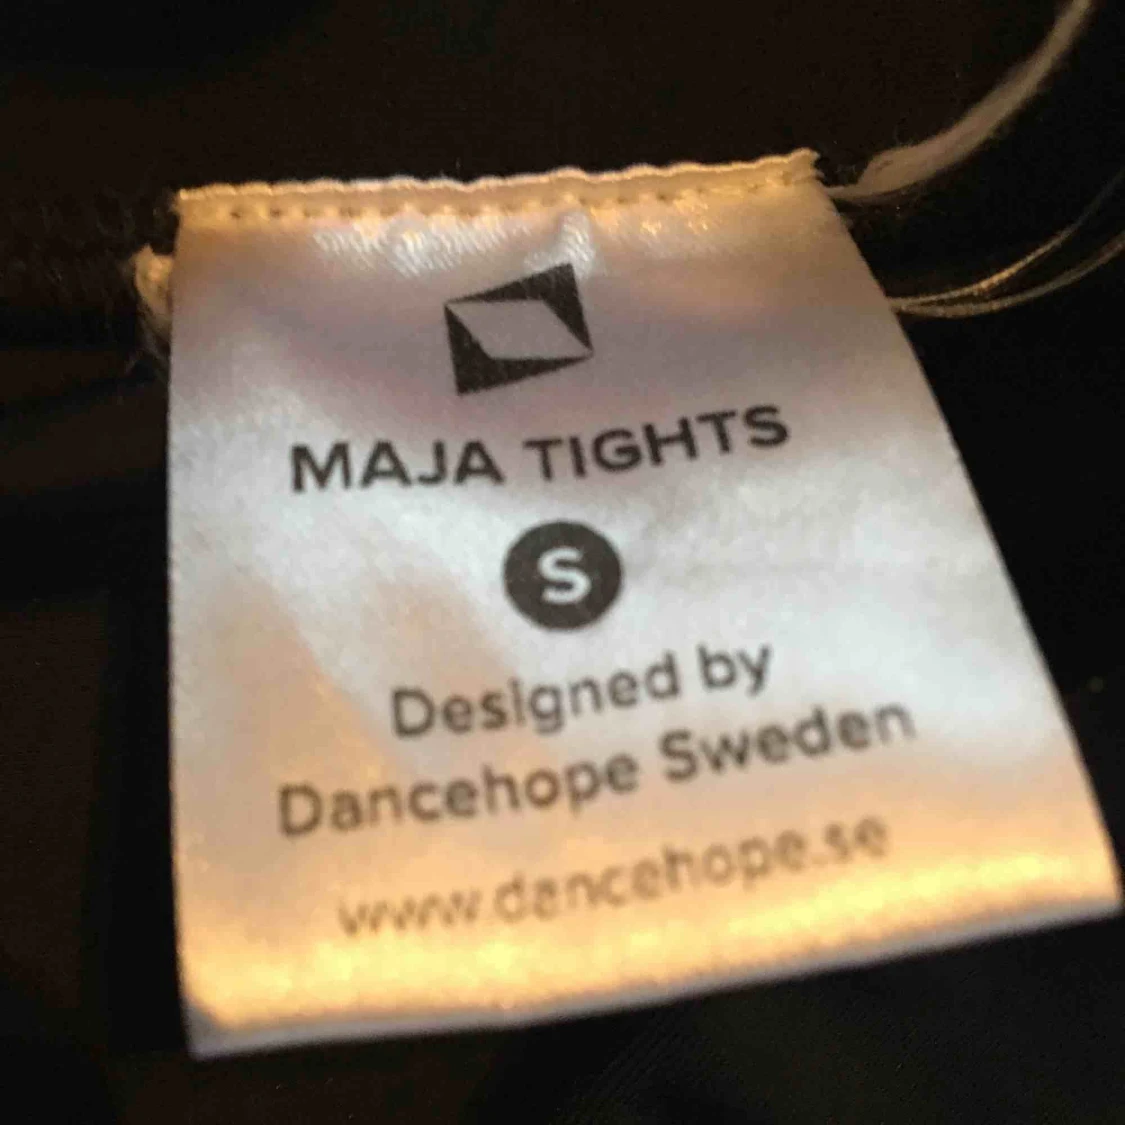 MAJA TIGHTS
S
Designed by
Dancehope Sweden
www.dancehope.se